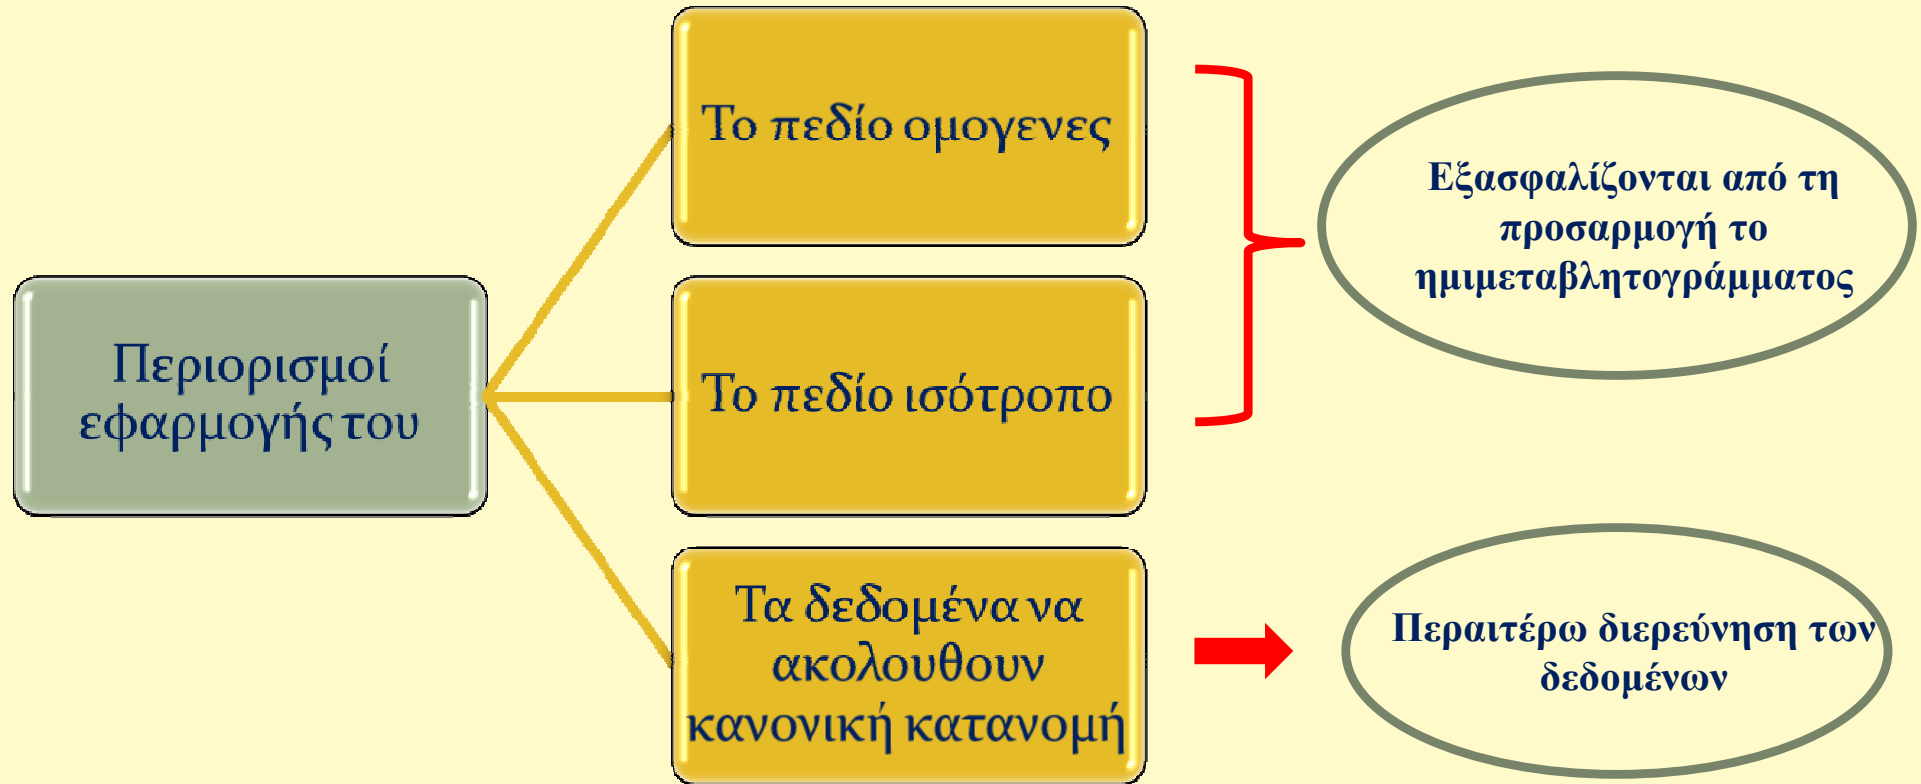 Περιορισμοί
εφαρμογής του
Το πεδίο ομογενες
Το πεδίο ισότροπο
Τα δεδομένα να
ακολουθουν
κανονική κατανομή
Εξασφαλίζονται από τη
προσαρμογή το
ημιμεταβλητογράμματος
Περαιτέρω διερεύνηση των
δεδομένων